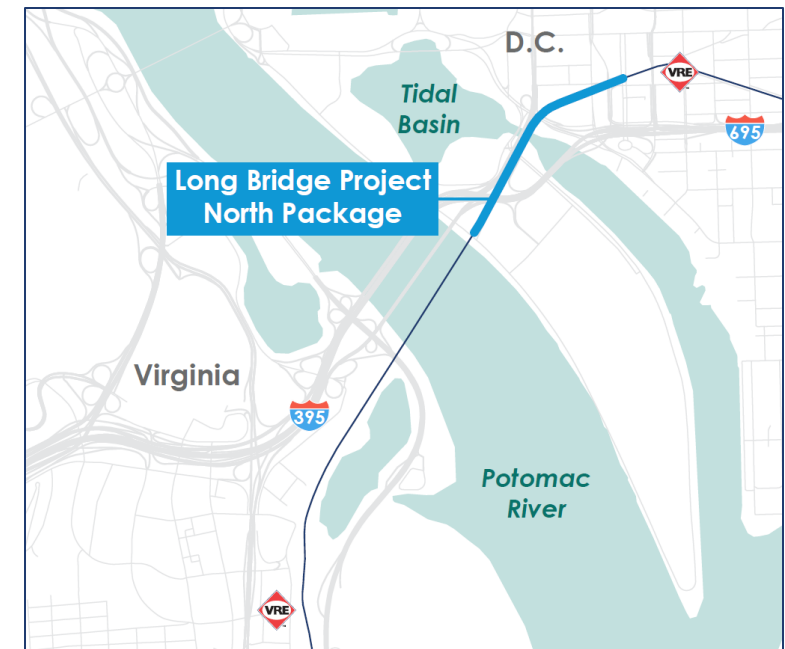 D.C.
VRE
Tidal
Basin
695
Long Bridge Project
North Package
Virginia
395
Potomac
River
VRE